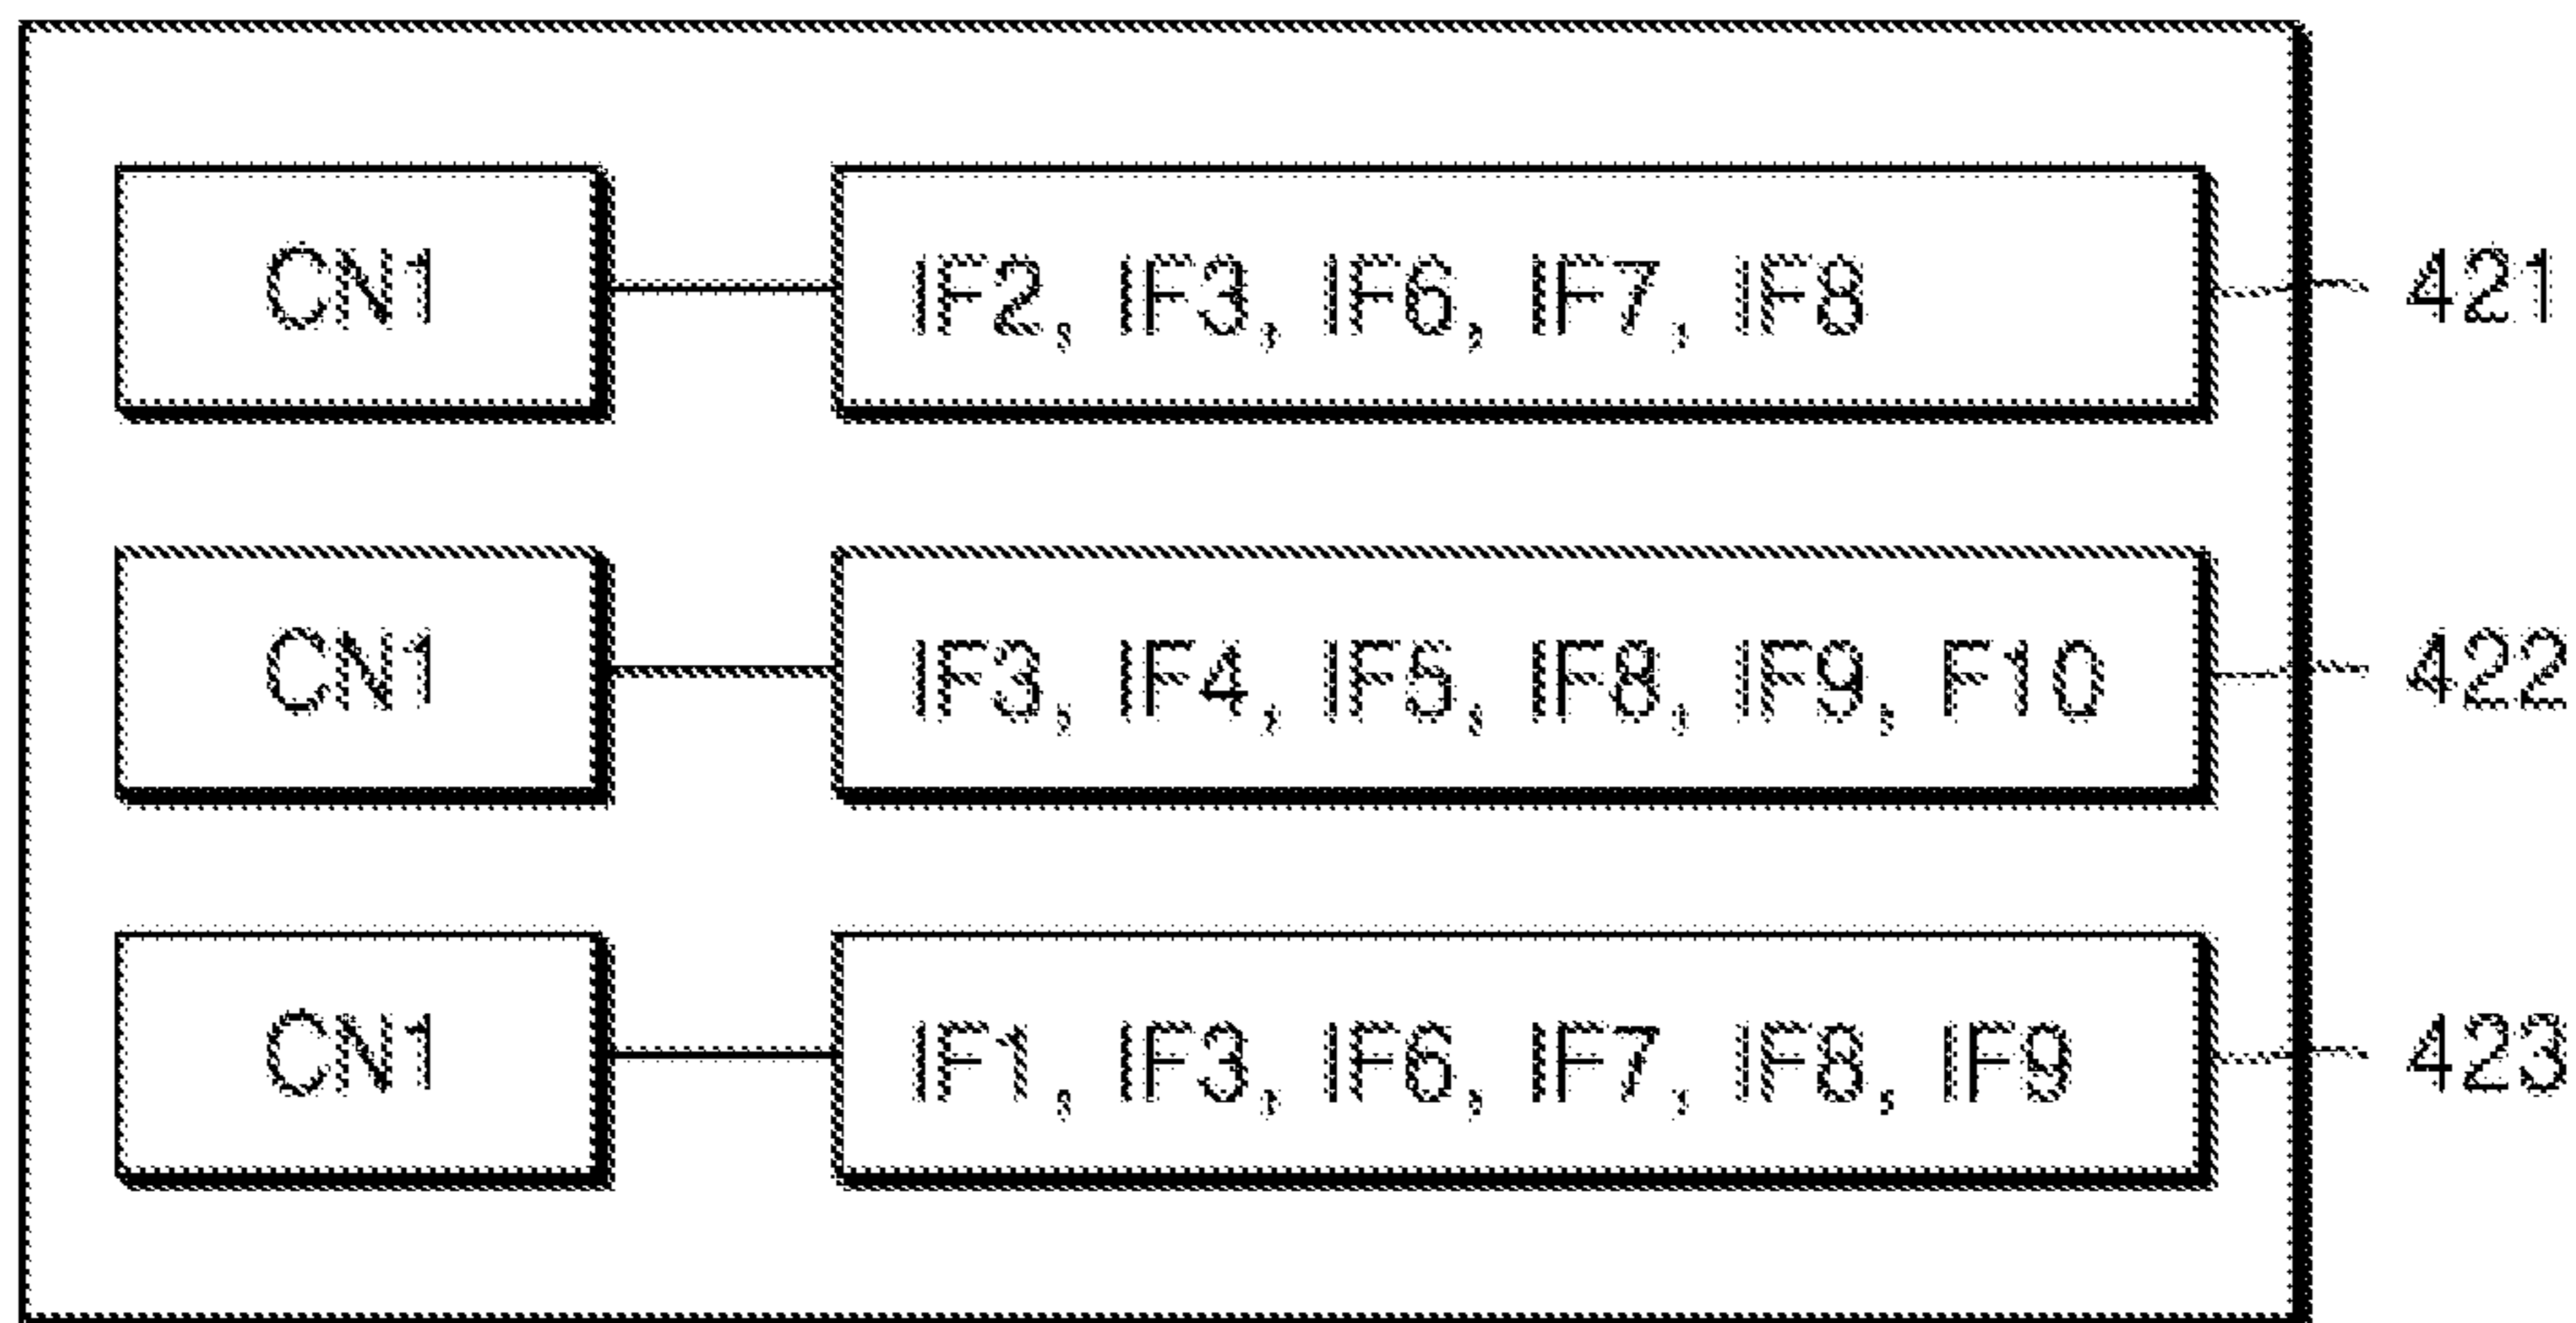 CN1 IF2, IF3, IF6, IF7, IF8 421
CN1 IF3, IF4, IF5, IF8, IF9, F10 422
CN1 IF1, IF3, IF6, IF7, IF8, IF9 423